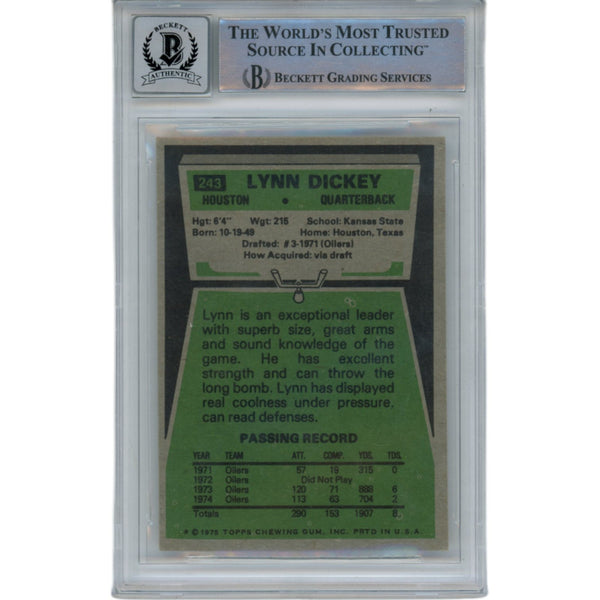 BECKETT
B
AUTHENTIC
THE WORLD'S MOST TRUSTED
SOURCE IN COLLECTING™
B BECKETT GRADING SERVICES
243 LYNN DICKEY
HOUSTON • QUARTERBACK
Hgt: 6'4" Wgt: 215 School: Kansas State
Born: 10-19-49 Home: Houston, Texas
Drafted: #3-1971 (Oilers)
How Acquired: via draft
Lynn is an exceptional leader
with superb size, great arms
and sound knowledge of the
game. He has excellent
strength and can throw the
long bomb. Lynn has displayed
real coolness under pressure,
can read defenses.
PASSING RECORD
YEAR TEAM ATT. COMP. YDS. TDS.
1971 Oilers 57 19 315 0
1972 Oilers Did Not Play
1973 Oilers 120 71 888 6
1974 Oilers 113 63 704 2
Totals 290 153 1907 8
* © 1975 TOPPS CHEWING GUM, INC. PRTD IN U.S.A.